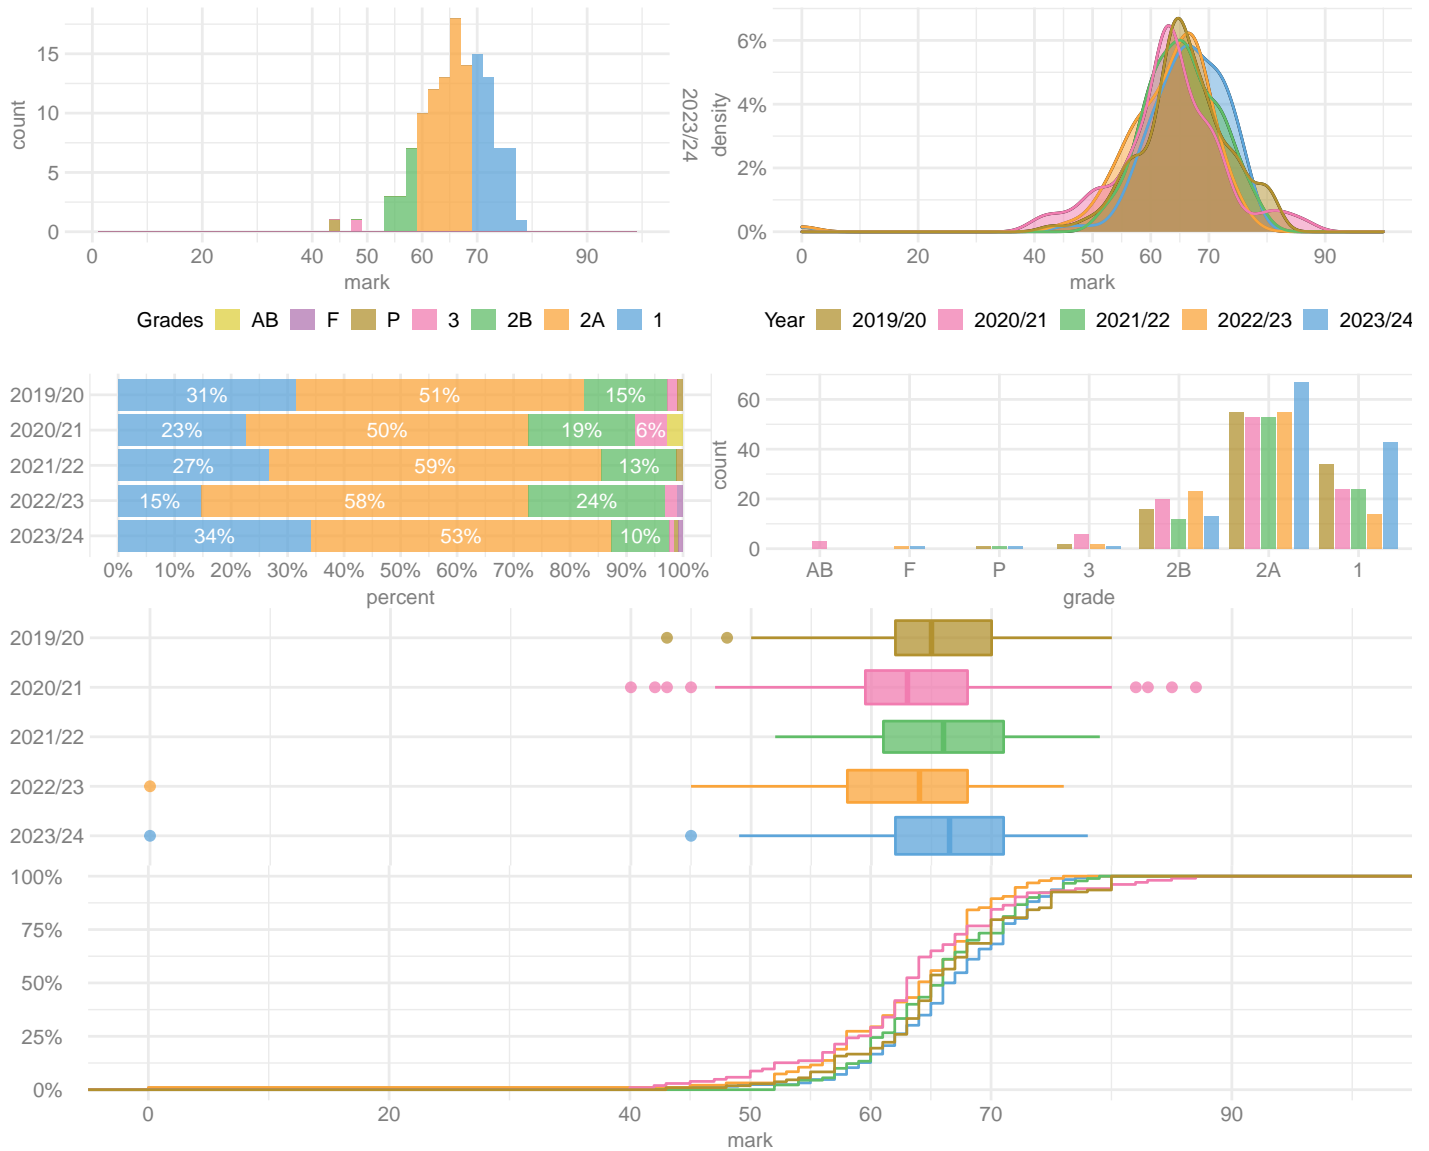 15
10
5
0
count
0
20
40
50
60
70
90
mark
2023/24
6%
4%
2%
0%
density
0
20
40
50
60
70
90
mark
Grades AB F P 3 2B 2A 1
Year 2019/20 2020/21 2021/22 2022/23 2023/24
2019/20 31% 51% 15%
2020/21 23% 50% 19% 6%
2021/22 27% 59% 13%
2022/23 15% 58% 24%
2023/24 34% 53% 10%
0% 10% 20% 30% 40% 50% 60% 70% 80% 90% 100%
percent
60
40
20
0
count
AB F P 3 2B 2A 1
grade
2019/20
2020/21
2021/22
2022/23
2023/24
100%
75%
50%
25%
0%
0 20 40 50 60 70 90
mark